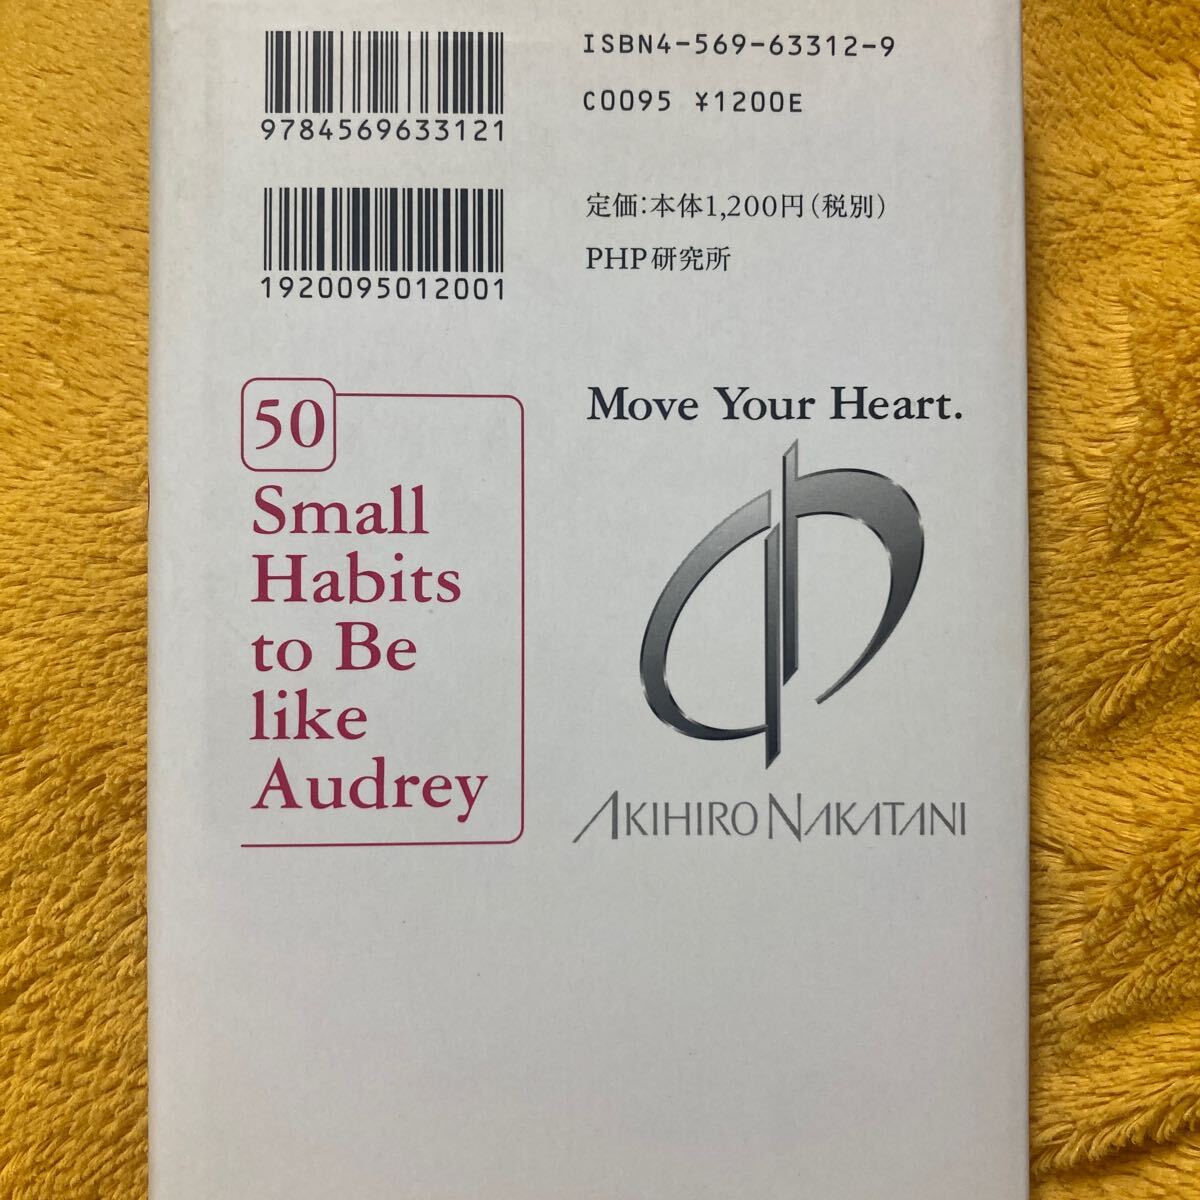 9784569633121
ISBN4-569-63312-9
C0095 ¥1200E
1920095012001
定価:本体1,200円(税別)
PHP研究所
50
Small
Habits
to Be
like
Audrey
Move Your Heart.
AKIHIRO NAKATANI